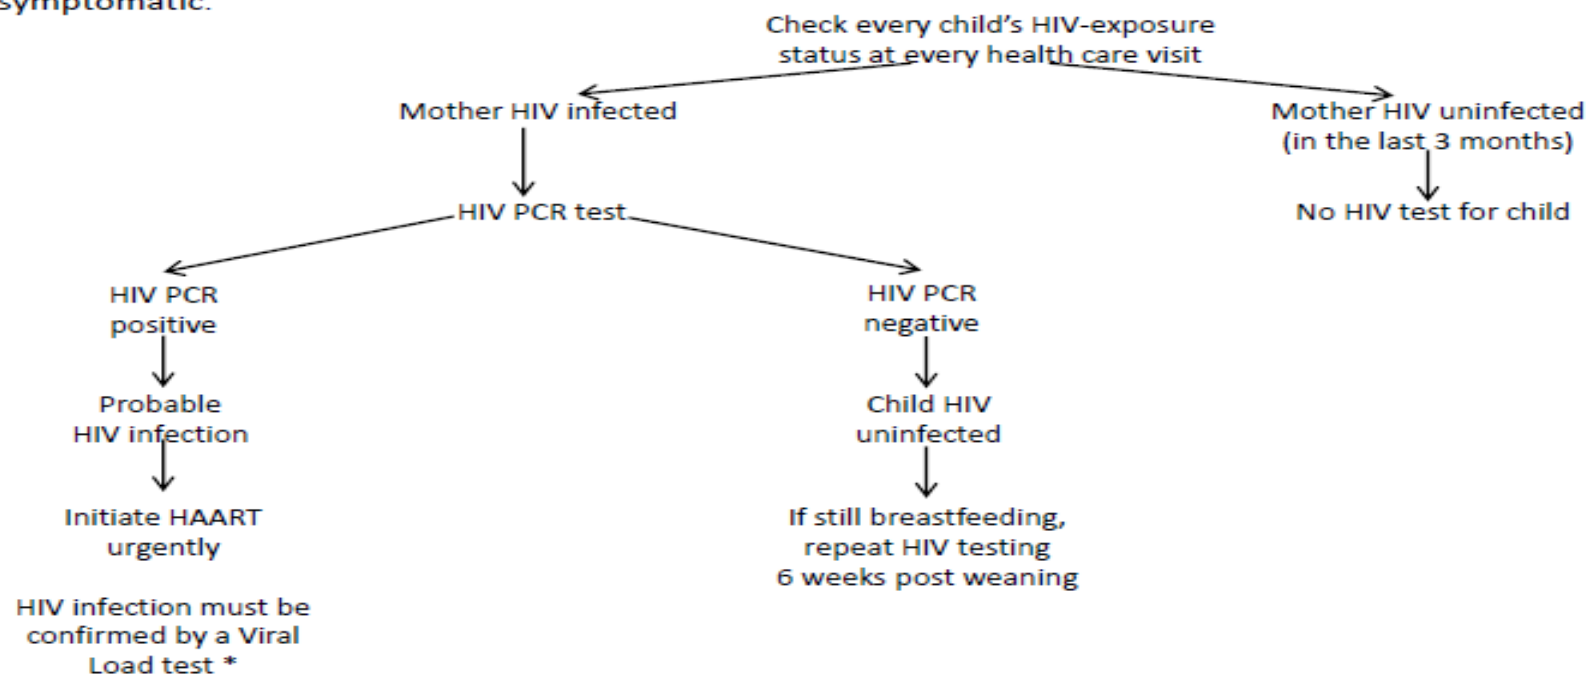 symptomatic.
Check every child's HIV-exposure
status at every health care visit
Mother HIV infected
Mother HIV uninfected
(in the last 3 months)
HIV PCR test
No HIV test for child
HIV PCR
positive
HIV PCR
negative
Probable
HIV infection
Child HIV
uninfected
Initiate HAART
urgently
If still breastfeeding,
repeat HIV testing
6 weeks post weaning
HIV infection must be
confirmed by a Viral
Load test *